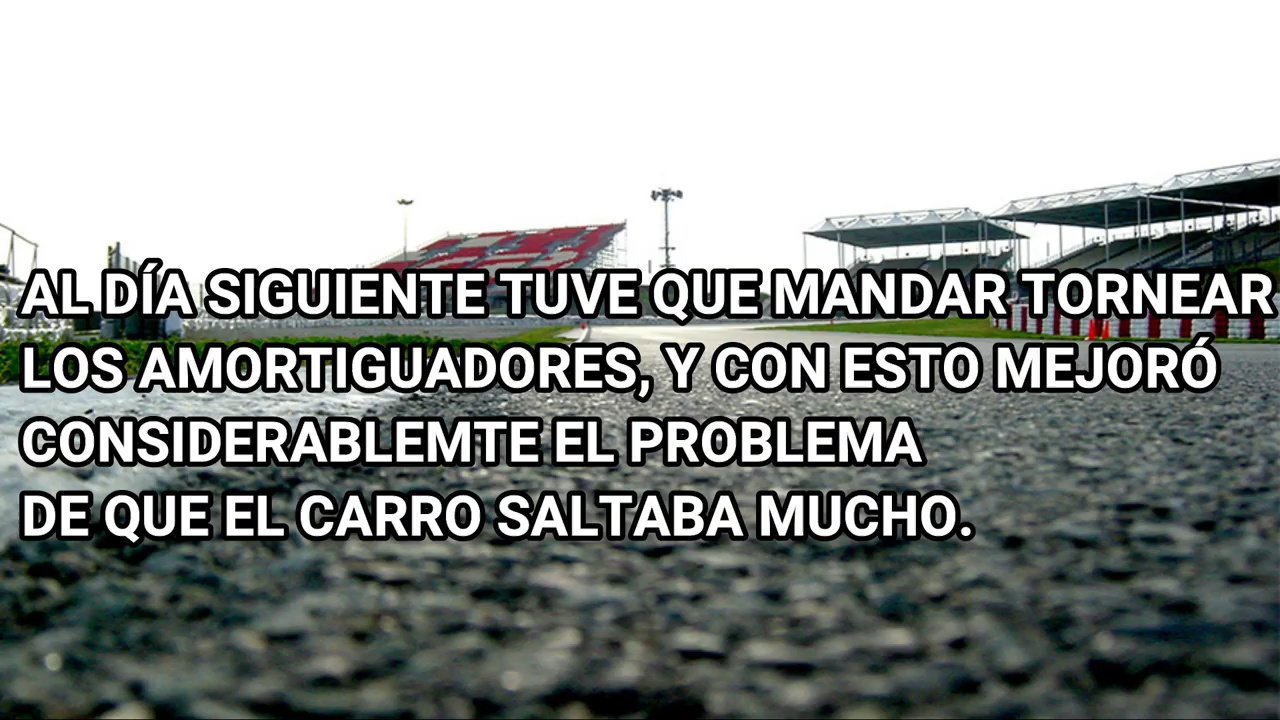 AL DÍA SIGUIENTE TUVE QUE MANDAR TORNEAR
LOS AMORTIGUADORES, Y CON ESTO MEJORÓ
CONSIDERABLEMTE EL PROBLEMA
DE QUE EL CARRO SALTABA MUCHO.